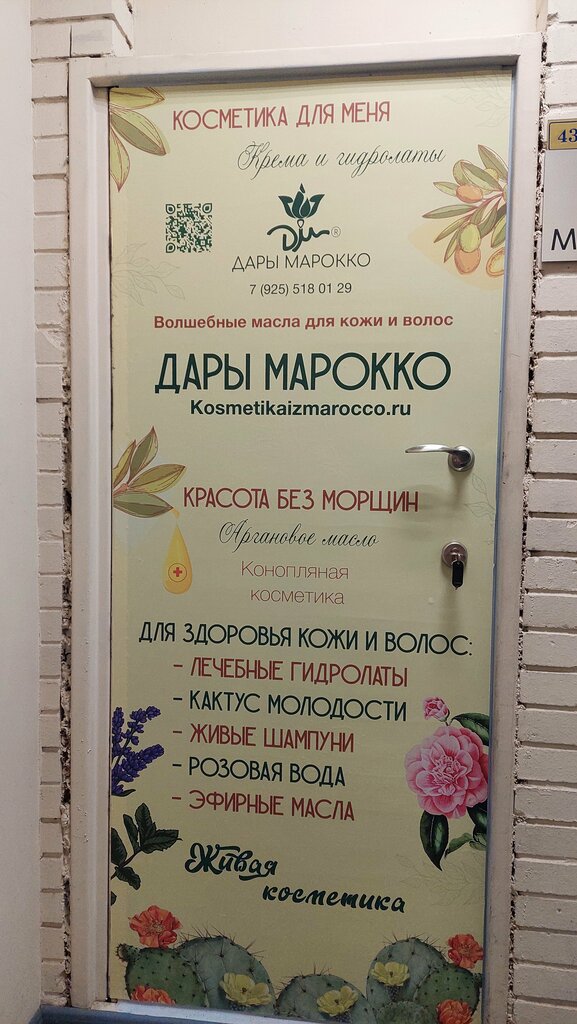 КОСМЕТИКА ДЛЯ МЕНЯ
Крема и гидролаты
ДМ®
ДАРЫ МАРОККО
7 (925) 518 01 29
Волшебные масла для кожи и волос
ДАРЫ МАРОККО
Kosmetikaizmarocco.ru
КРАСОТА БЕЗ МОРЩИН
Аргановое масло
Конопляная
косметика
ДЛЯ ЗДОРОВЬЯ КОЖИ И ВОЛОС:
- ЛЕЧЕБНЫЕ ГИДРОЛАТЫ
- КАКТУС МОЛОДОСТИ
- ЖИВЫЕ ШАМПУНИ
- РОЗОВАЯ ВОДА
- ЭФИРНЫЕ МАСЛА
Живая
косметика
43